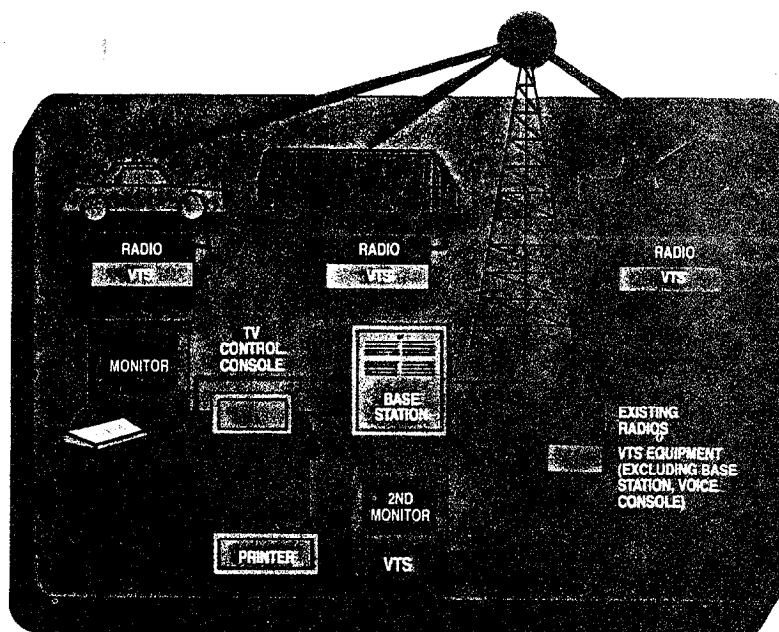 RADIO
VTS
RADIO
VTS
RADIO
VTS
MONITOR
TV
CONTROL
CONSOLE
BASE
STATION
EXISTING
RADIOS
VTS EQUIPMENT
(EXCLUDING BASE
STATION, VOICE
CONSOLE)
2ND
MONITOR
PRINTER
VTS